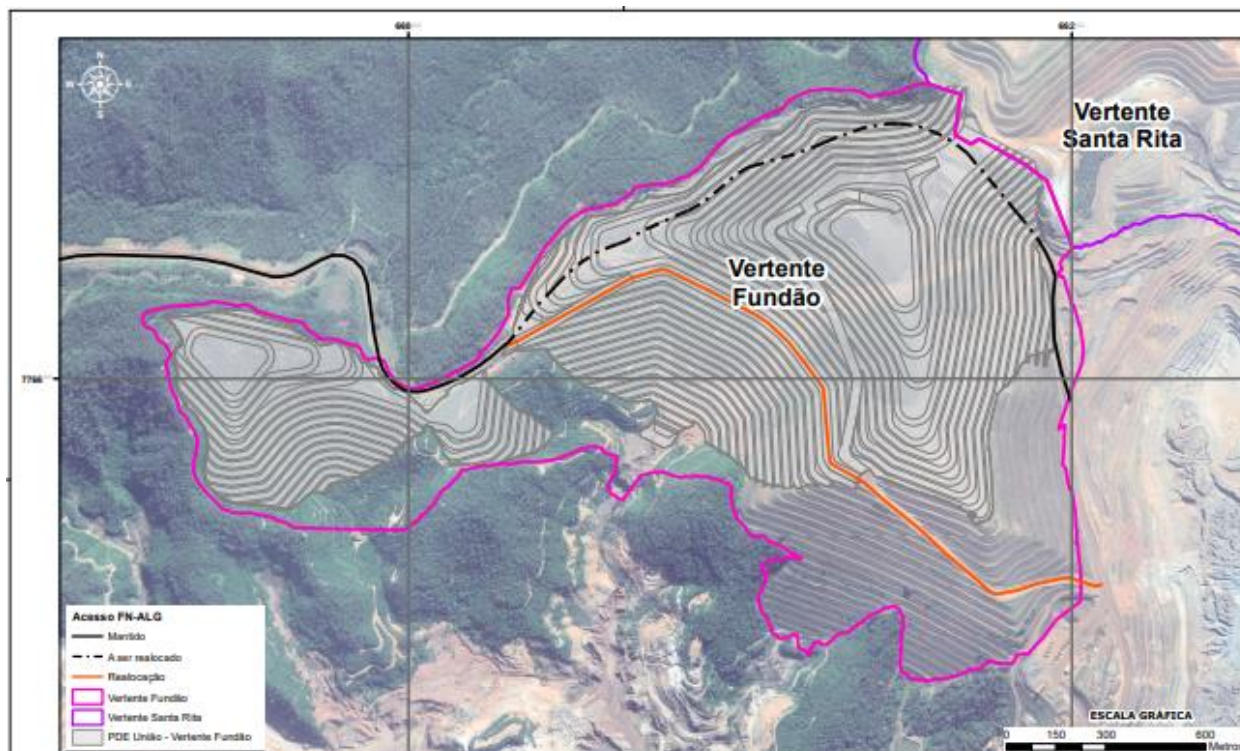 668
662
N
Vertente
Santa Rita
Vertente
Fundão
7766
Acesso FN-ALG
Mantido
A ser realocado
Realocação
Vertente Fundão
Vertente Santa Rita
PDE União - Vertente Fundão
ESCALA GRÁFICA
0 150 300 600
Metros